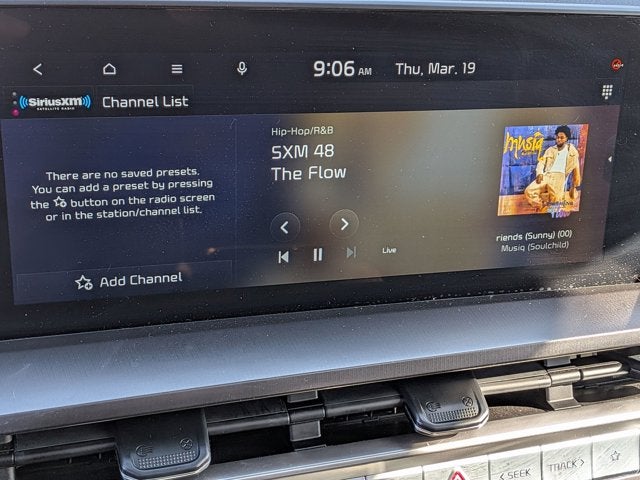 9:06 AM Thu, Mar. 19
SiriusXM Channel List
SATELLITE RADIO
There are no saved presets.
You can add a preset by pressing
the button on the radio screen
or in the station/channel list.
Add Channel
Hip-Hop/R&B
SXM 48
The Flow
Live
musiq
riends (Sunny) (00)
Musiq (Soulchild)
< SEEK
TRACK >